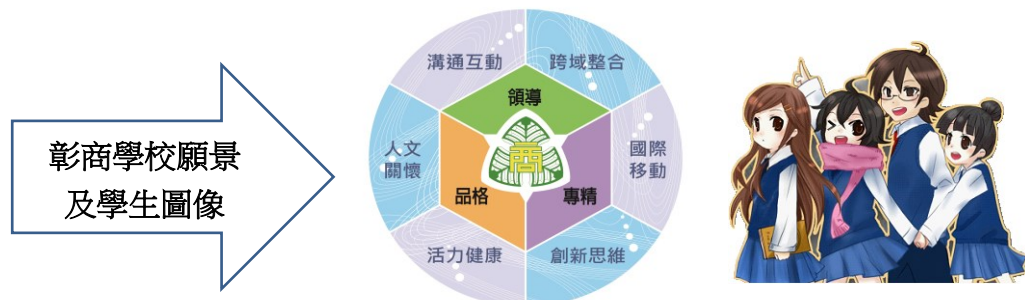 彰商學校願景
及學生圖像
溝通互動
跨域整合
領導
人文
關懷
商
國際
移動
品格
專精
活力健康
創新思維